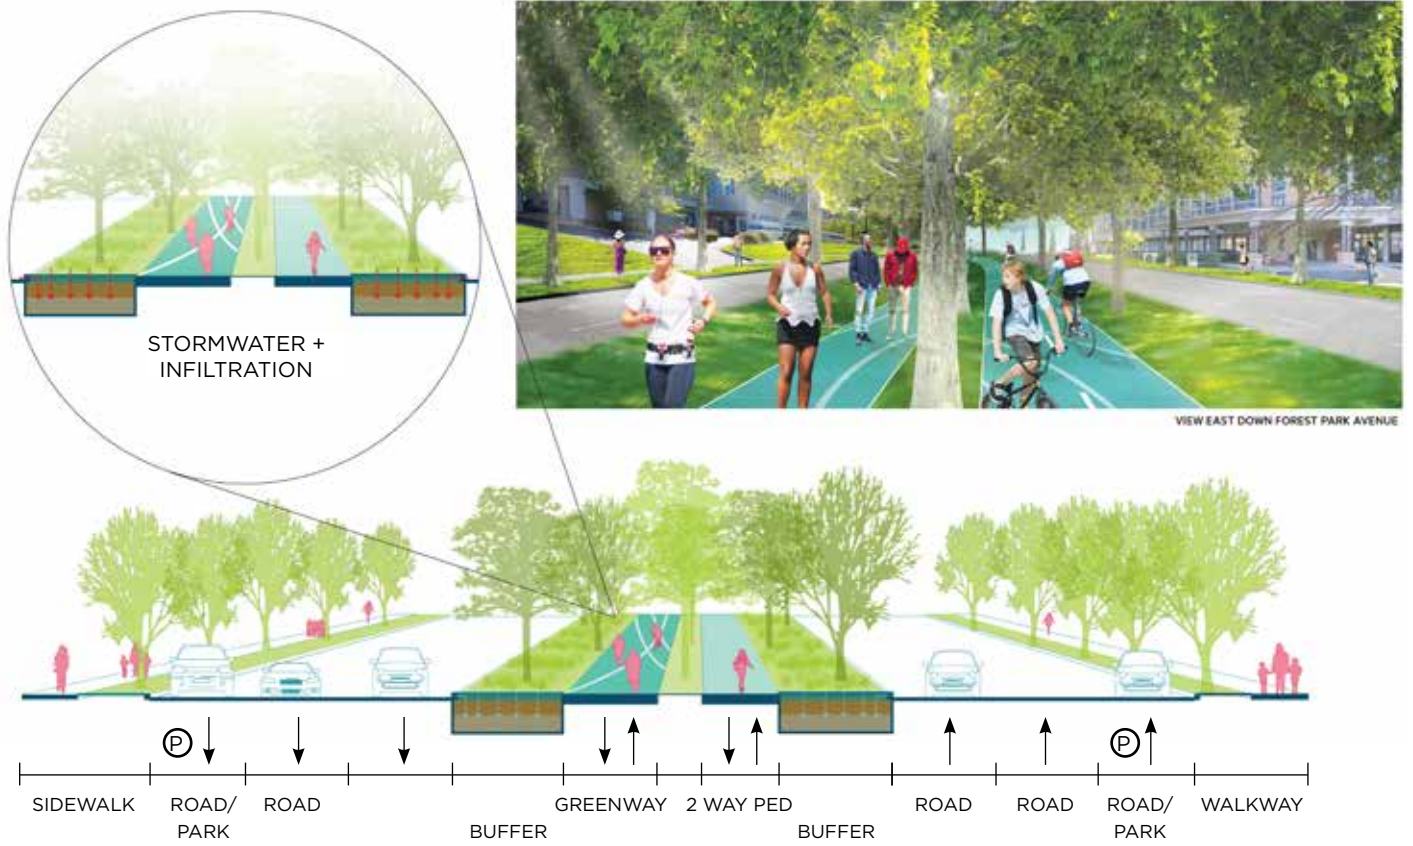 STORMWATER +
INFILTRATION
VIEW EAST DOWN FOREST PARK AVENUE
P
P
SIDEWALK
ROAD/
PARK
ROAD
BUFFER
GREENWAY
2 WAY PED
BUFFER
ROAD
ROAD
ROAD/
PARK
WALKWAY